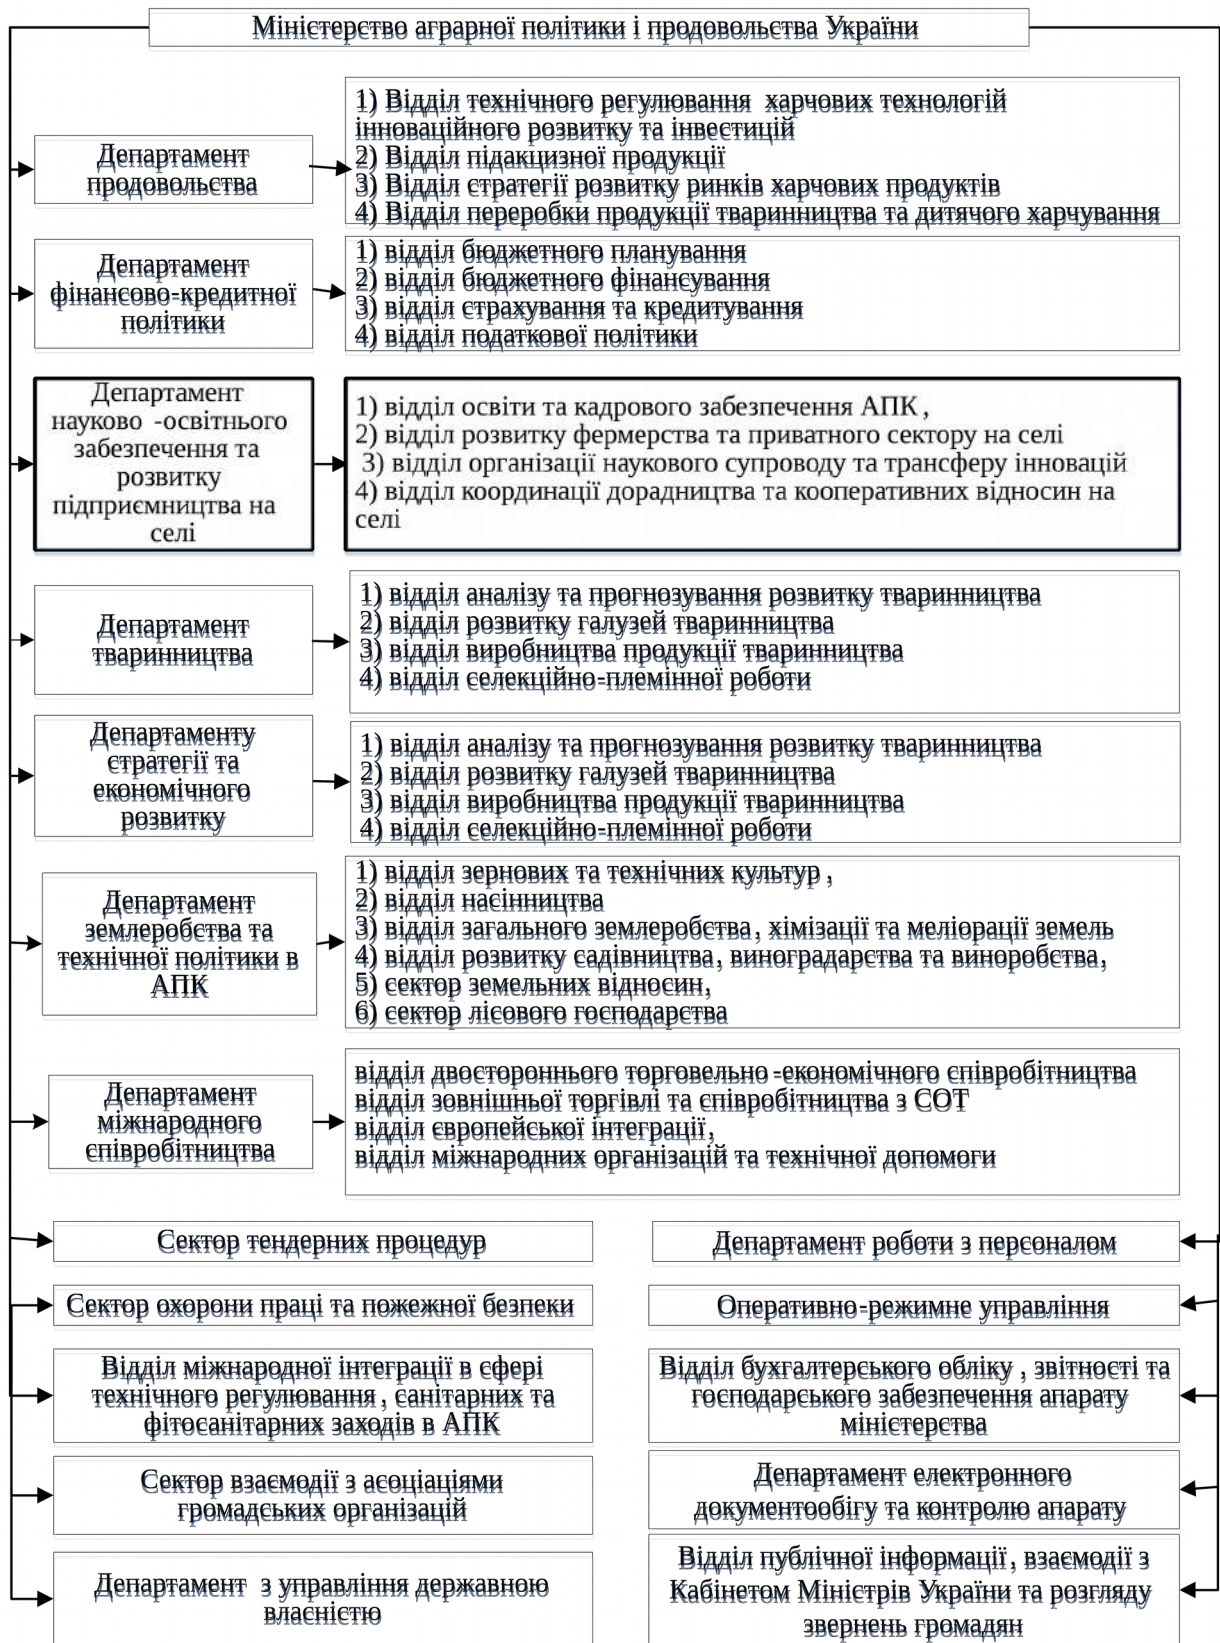 Міністерство аграрної політики і продовольства України
Департамент
продовольства
1) Відділ технічного регулювання харчових технологій
інноваційного розвитку та інвестицій
2) Відділ підакцизної продукції
3) Відділ стратегії розвитку ринків харчових продуктів
4) Відділ переробки продукції тваринництва та дитячого харчування
Департамент
фінансово-кредитної
політики
1) відділ бюджетного планування
2) відділ бюджетного фінансування
3) відділ страхування та кредитування
4) відділ податкової політики
Департамент
науково -освітнього
забезпечення та
розвитку
підприємництва на
селі
1) відділ освіти та кадрового забезпечення АПК ,
2) відділ розвитку фермерства та приватного сектору на селі
3) відділ організації наукового супроводу та трансферу інновацій
4) відділ координації дорадництва та кооперативних відносин на
селі
Департамент
тваринництва
1) відділ аналізу та прогнозування розвитку тваринництва
2) відділ розвитку галузей тваринництва
3) відділ виробництва продукції тваринництва
4) відділ селекційно-племінної роботи
Департаменту
стратегії та
економічного
розвитку
1) відділ аналізу та прогнозування розвитку тваринництва
2) відділ розвитку галузей тваринництва
3) відділ виробництва продукції тваринництва
4) відділ селекційно-племінної роботи
Департамент
землеробства та
технічної політики в
АПК
1) відділ зернових та технічних культур ,
2) відділ насінництва
3) відділ загального землеробства, хімізації та меліорації земель
4) відділ розвитку садівництва, виноградарства та виноробства,
5) сектор земельних відносин,
6) сектор лісового господарства
Департамент
міжнародного
співробітництва
відділ двостороннього торговельно -економічного співробітництва
відділ зовнішньої торгівлі та співробітництва з СОТ
відділ європейської інтеграції,
відділ міжнародних організацій та технічної допомоги
Сектор тендерних процедур
Департамент роботи з персоналом
Сектор охорони праці та пожежної безпеки
Оперативно-режимне управління
Відділ міжнародної інтеграції в сфері
технічного регулювання , санітарних та
фітосанітарних заходів в АПК
Відділ бухгалтерського обліку , звітності та
господарського забезпечення апарату
міністерства
Сектор взаємодії з асоціаціями
громадських організацій
Департамент електронного
документообігу та контролю апарату
Департамент з управління державною
власністю
Відділ публічної інформації, взаємодії з
Кабінетом Міністрів України та розгляду
звернень громадян